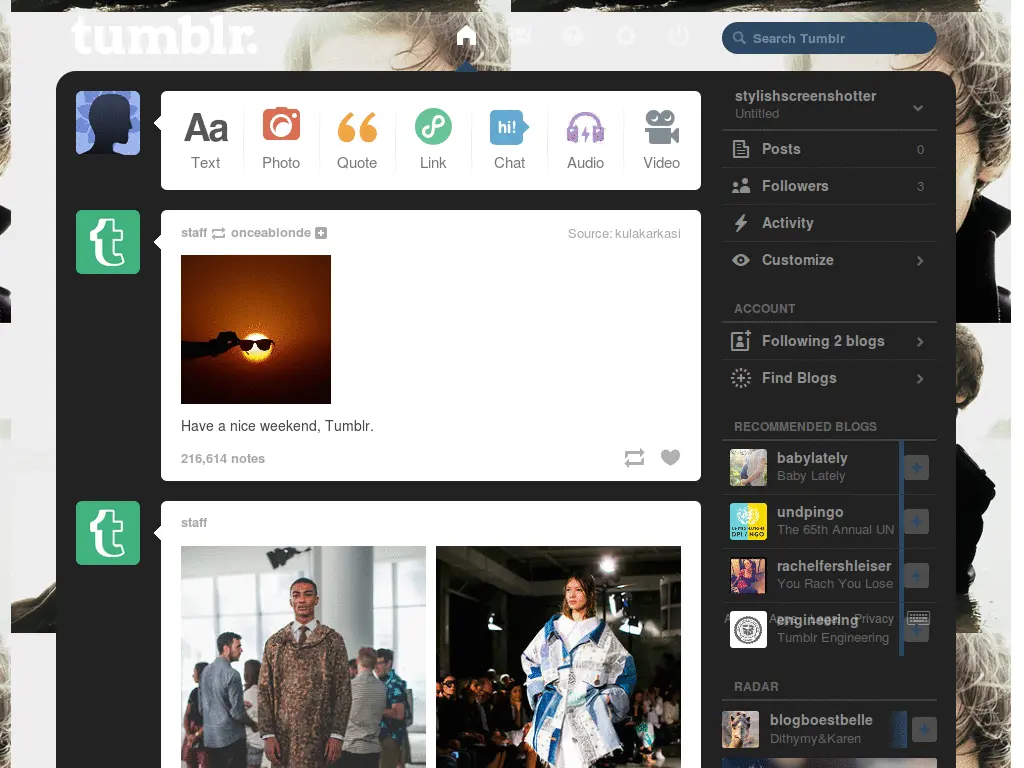 tumblr.
Search Tumblr
Aa
hi!
Text
Photo
Quote
Link
Chat
Audio
Video
staff onceablonde
Source: kulakarkasi
Have a nice weekend, Tumblr.
216,614 notes
staff
stylishscreenshotter
Untitled
Posts 0
Followers 3
Activity
Customize
ACCOUNT
Following 2 blogs
Find Blogs
RECOMMENDED BLOGS
babylately
Baby Lately
undpingo
DPI / NGO
The 65th Annual UN
rachelfershleiser
You Rach You Lose
engineering
Legal Privacy
Tumblr Engineering
RADAR
blogboestbelle
Dithymy&Karen